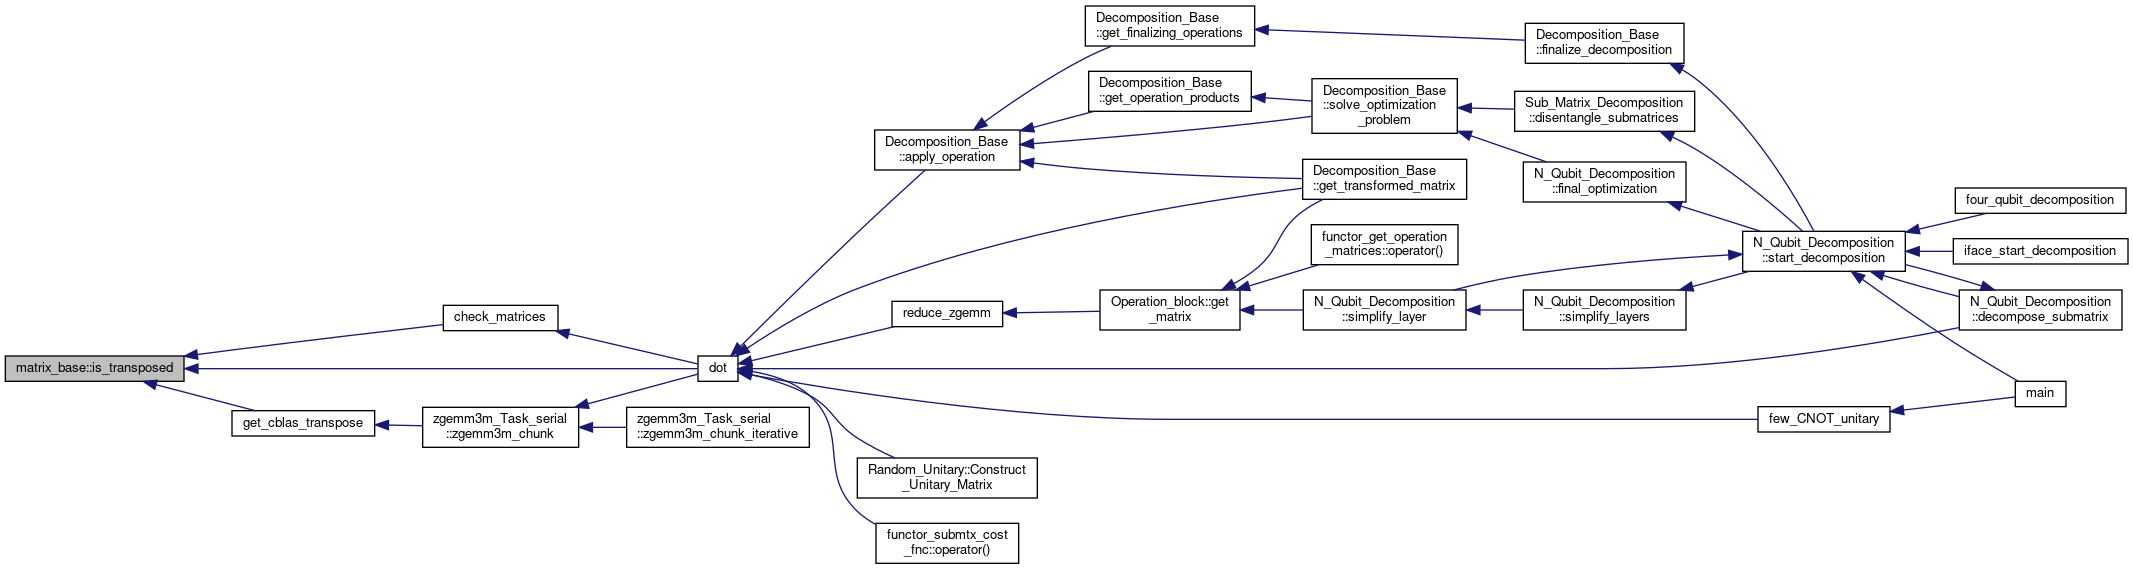 matrix_base::is_transposed
check_matrices
get_cblas_transpose
zgemm3m_Task_serial
::zgemm3m_chunk
zgemm3m_Task_serial
::zgemm3m_chunk_iterative
dot
Decomposition_Base
::apply_operation
reduce_zgemm
Random_Unitary::Construct
_Unitary_Matrix
functor_submtx_cost
_fnc::operator()
Decomposition_Base
::get_finalizing_operations
Decomposition_Base
::get_operation_products
Operation_block::get
_matrix
Decomposition_Base
::solve_optimization
_problem
Decomposition_Base
::get_transformed_matrix
functor_get_operation
_matrices::operator()
N_Qubit_Decomposition
::simplify_layer
Decomposition_Base
::finalize_decomposition
Sub_Matrix_Decomposition
::disentangle_submatrices
N_Qubit_Decomposition
::final_optimization
N_Qubit_Decomposition
::simplify_layers
N_Qubit_Decomposition
::start_decomposition
few_CNOT_unitary
four_qubit_decomposition
iface_start_decomposition
N_Qubit_Decomposition
::decompose_submatrix
main